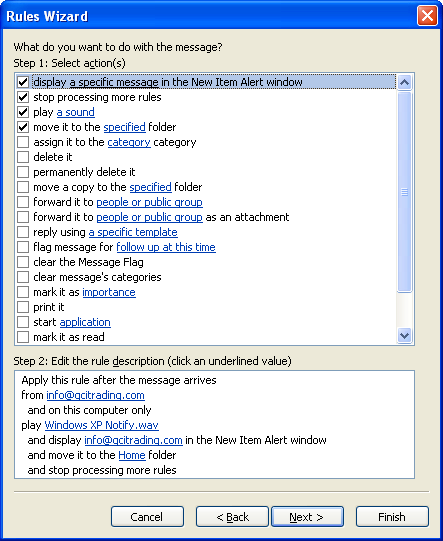 Rules Wizard
What do you want to do with the message?
Step 1: Select action(s)
display a specific message in the New Item Alert window
stop processing more rules
play a sound
move it to the specified folder
assign it to the category category
delete it
permanently delete it
move a copy to the specified folder
forward it to people or public group
forward it to people or public group as an attachment
reply using a specific template
flag message for follow up at this time
clear the Message Flag
clear message's categories
mark it as importance
print it
start application
mark it as read
Step 2: Edit the rule description (click an underlined value)
Apply this rule after the message arrives
from info@gcitrading.com
and on this computer only
play Windows XP Notify.wav
and display info@gcitrading.com in the New Item Alert window
and move it to the Home folder
and stop processing more rules
Cancel
< Back
Next >
Finish